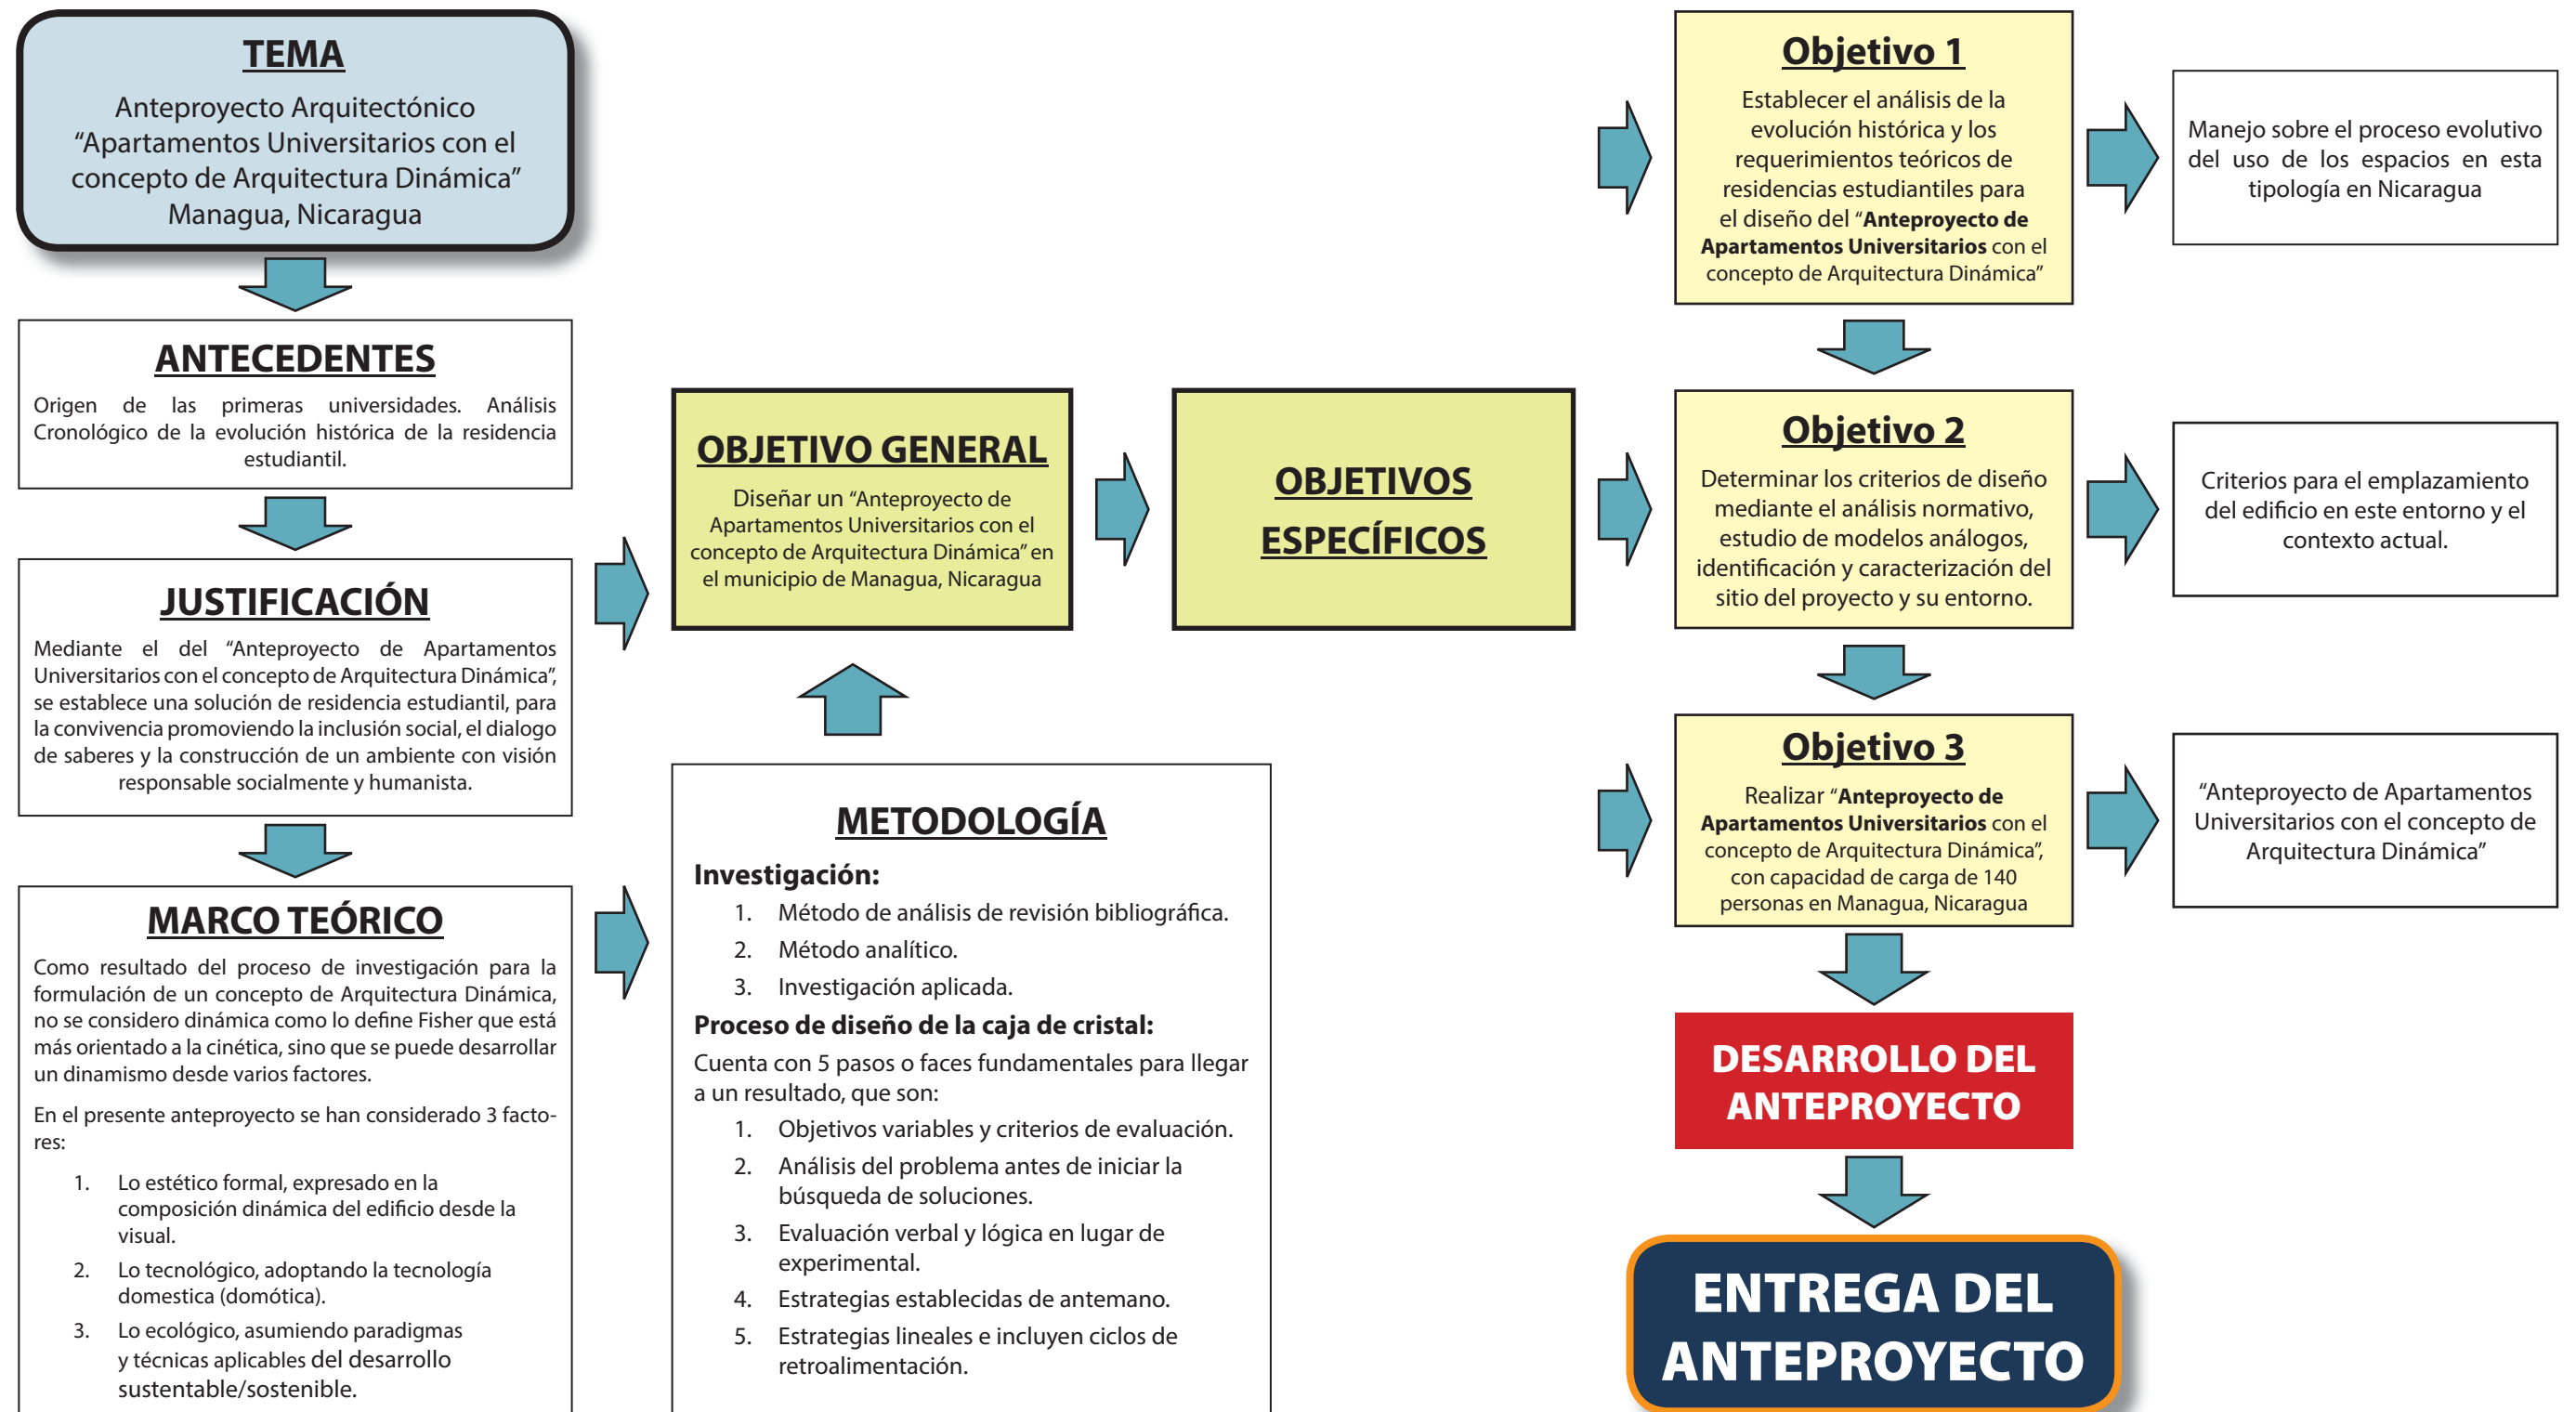 TEMA
Anteproyecto Arquitectónico
“Apartamentos Universitarios con el
concepto de Arquitectura Dinámica”
Managua, Nicaragua
ANTECEDENTES
Origen de las primeras universidades. Análisis
Cronológico de la evolución histórica de la residencia
estudiantil.
JUSTIFICACIÓN
Mediante el del “Anteproyecto de Apartamentos
Universitarios con el concepto de Arquitectura Dinámica”,
se establece una solución de residencia estudiantil, para
la convivencia promoviendo la inclusión social, el dialogo
de saberes y la construcción de un ambiente con visión
responsable socialmente y humanista.
MARCO TEÓRICO
Como resultado del proceso de investigación para la
formulación de un concepto de Arquitectura Dinámica,
no se considero dinámica como lo define Fisher que está
más orientado a la cinética, sino que se puede desarrollar
un dinamismo desde varios factores.
En el presente anteproyecto se han considerado 3 facto-
res:
1. Lo estético formal, expresado en la
composición dinámica del edificio desde la
visual.
2. Lo tecnológico, adoptando la tecnología
domestica (domótica).
3. Lo ecológico, asumiendo paradigmas
y técnicas aplicables del desarrollo
sustentable/sostenible.
OBJETIVO GENERAL
Diseñar un “Anteproyecto de
Apartamentos Universitarios con el
concepto de Arquitectura Dinámica” en
el municipio de Managua, Nicaragua
METODOLOGÍA
Investigación:
1. Método de análisis de revisión bibliográfica.
2. Método analítico.
3. Investigación aplicada.
Proceso de diseño de la caja de cristal:
Cuenta con 5 pasos o faces fundamentales para llegar
a un resultado, que son:
1. Objetivos variables y criterios de evaluación.
2. Análisis del problema antes de iniciar la
búsqueda de soluciones.
3. Evaluación verbal y lógica en lugar de
experimental.
4. Estrategias establecidas de antemano.
5. Estrategias lineales e incluyen ciclos de
retroalimentación.
OBJETIVOS
ESPECÍFICOS
Objetivo 1
Establecer el análisis de la
evolución histórica y los
requerimientos teóricos de
residencias estudiantiles para
el diseño del “Anteproyecto de
Apartamentos Universitarios con el
concepto de Arquitectura Dinámica”
Manejo sobre el proceso evolutivo
del uso de los espacios en esta
tipología en Nicaragua
Objetivo 2
Determinar los criterios de diseño
mediante el análisis normativo,
estudio de modelos análogos,
identificación y caracterización del
sitio del proyecto y su entorno.
Criterios para el emplazamiento
del edificio en este entorno y el
contexto actual.
Objetivo 3
Realizar “Anteproyecto de
Apartamentos Universitarios con el
concepto de Arquitectura Dinámica”,
con capacidad de carga de 140
personas en Managua, Nicaragua
“Anteproyecto de Apartamentos
Universitarios con el concepto de
Arquitectura Dinámica”
DESARROLLO DEL
ANTEPROYECTO
ENTREGA DEL
ANTEPROYECTO